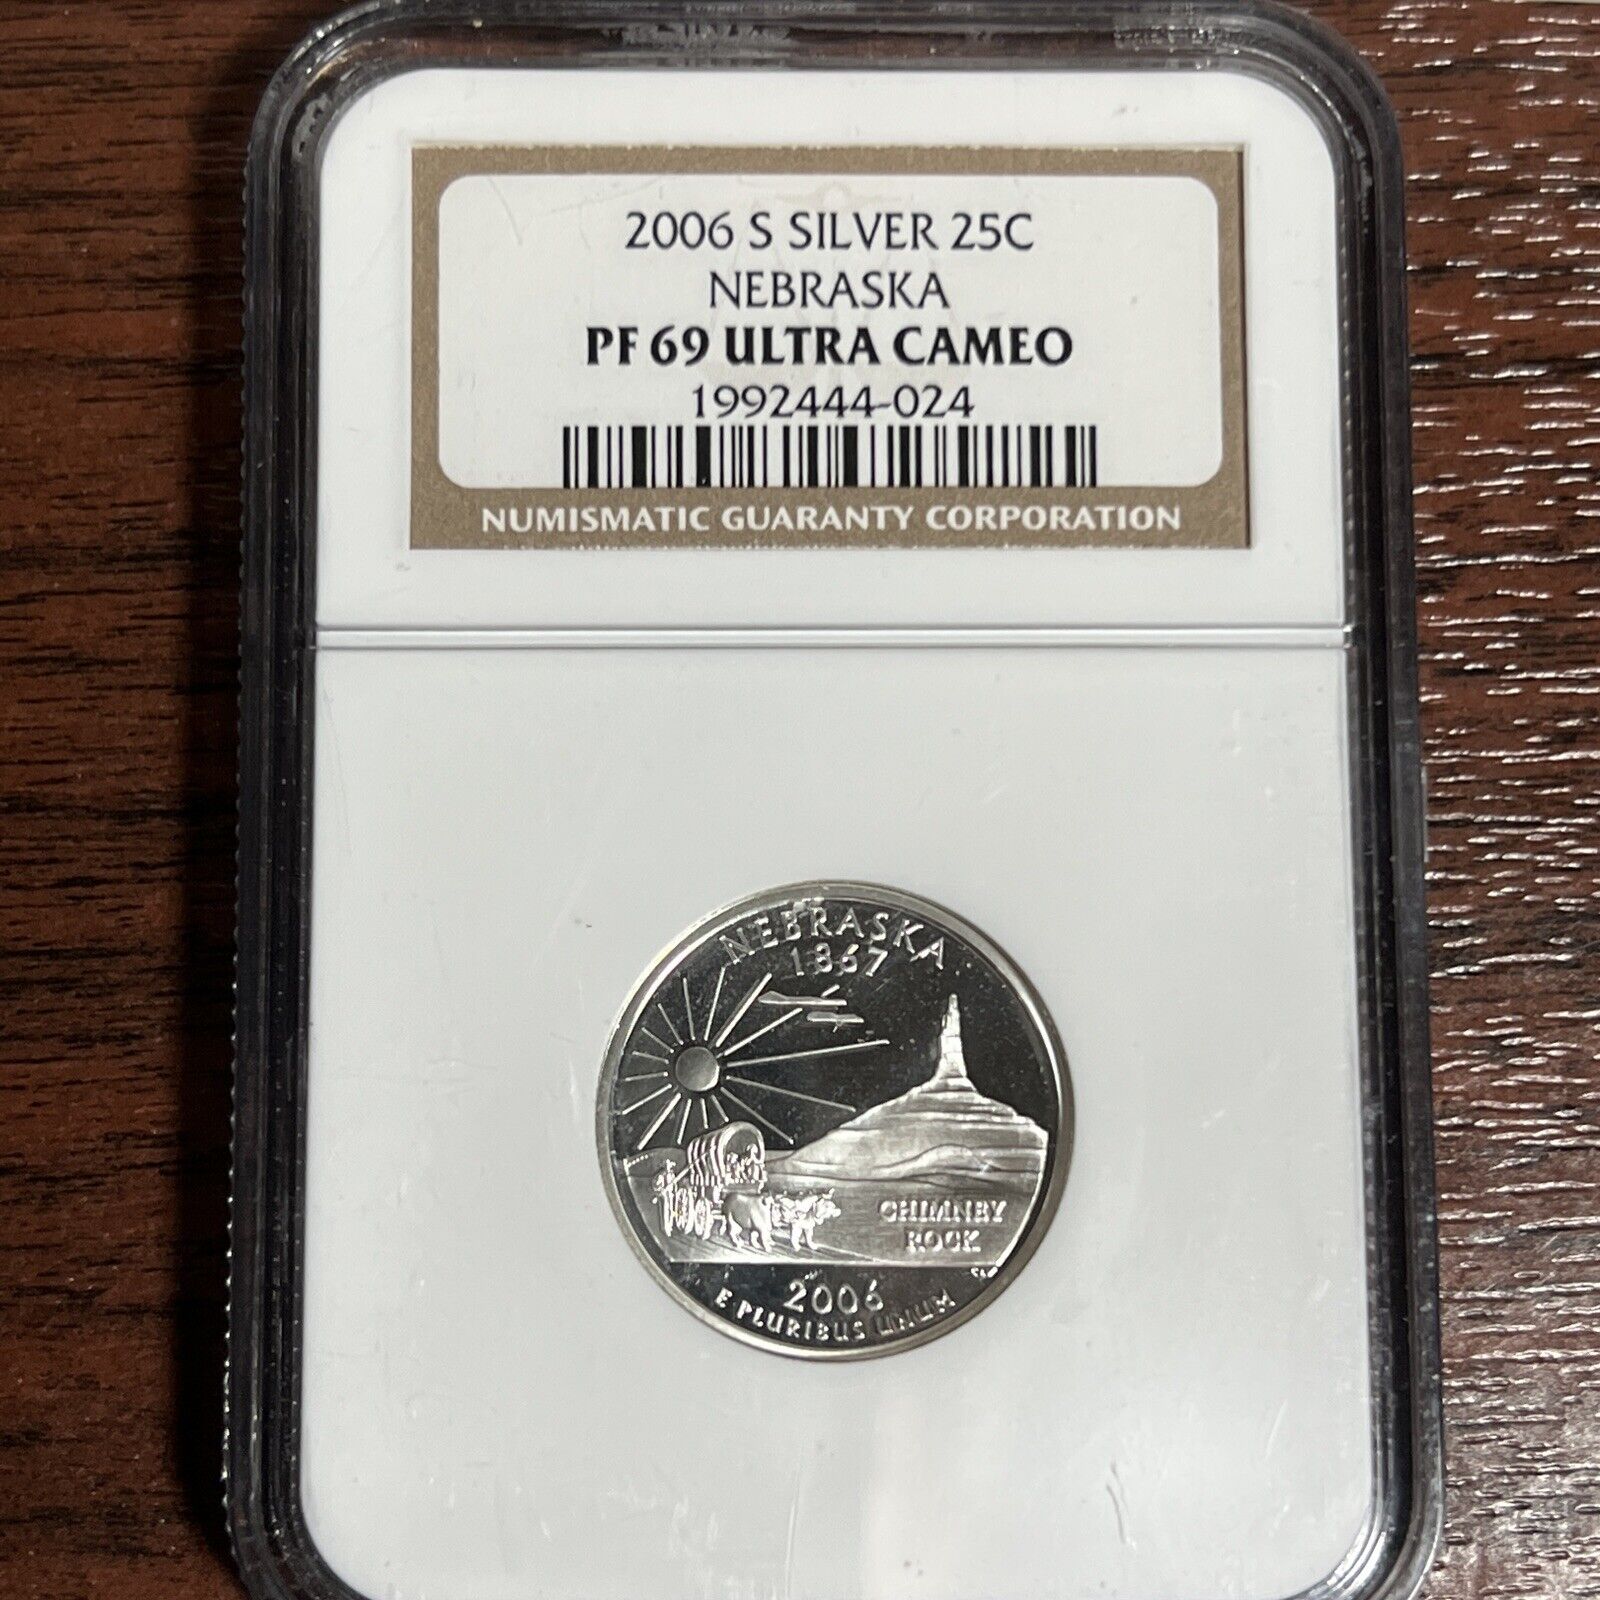 2006 S SILVER 25C
NEBRASKA
PF 69 ULTRA CAMEO
1992444-024
NUMISMATIC GUARANTY CORPORATION
NEBRASKA
1867
CHIMNEY
ROCK
2006
E PLURIBUS UNUM